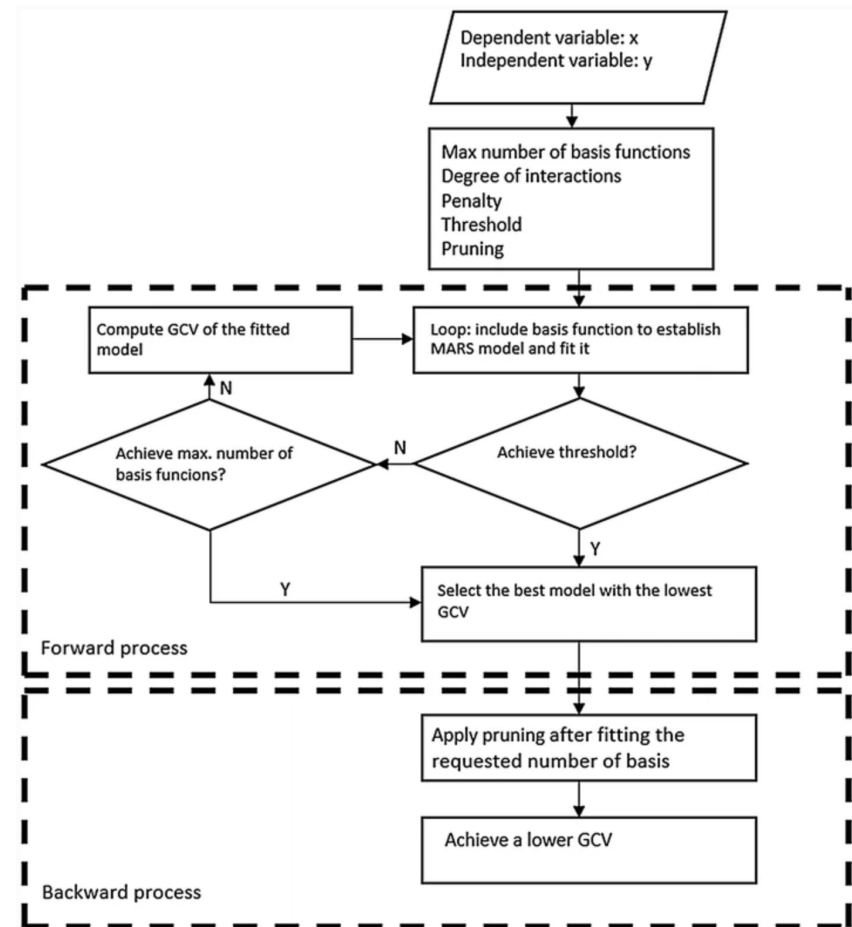 Dependent variable: x
Independent variable: y
Max number of basis functions
Degree of interactions
Penalty
Threshold
Pruning
Compute GCV of the fitted
model
Loop: include basis function to establish
MARS model and fit it
N
Achieve max. number of
basis funcions?
N
Achieve threshold?
Y
Y
Select the best model with the lowest
GCV
Forward process
Apply pruning after fitting the
requested number of basis
Achieve a lower GCV
Backward process